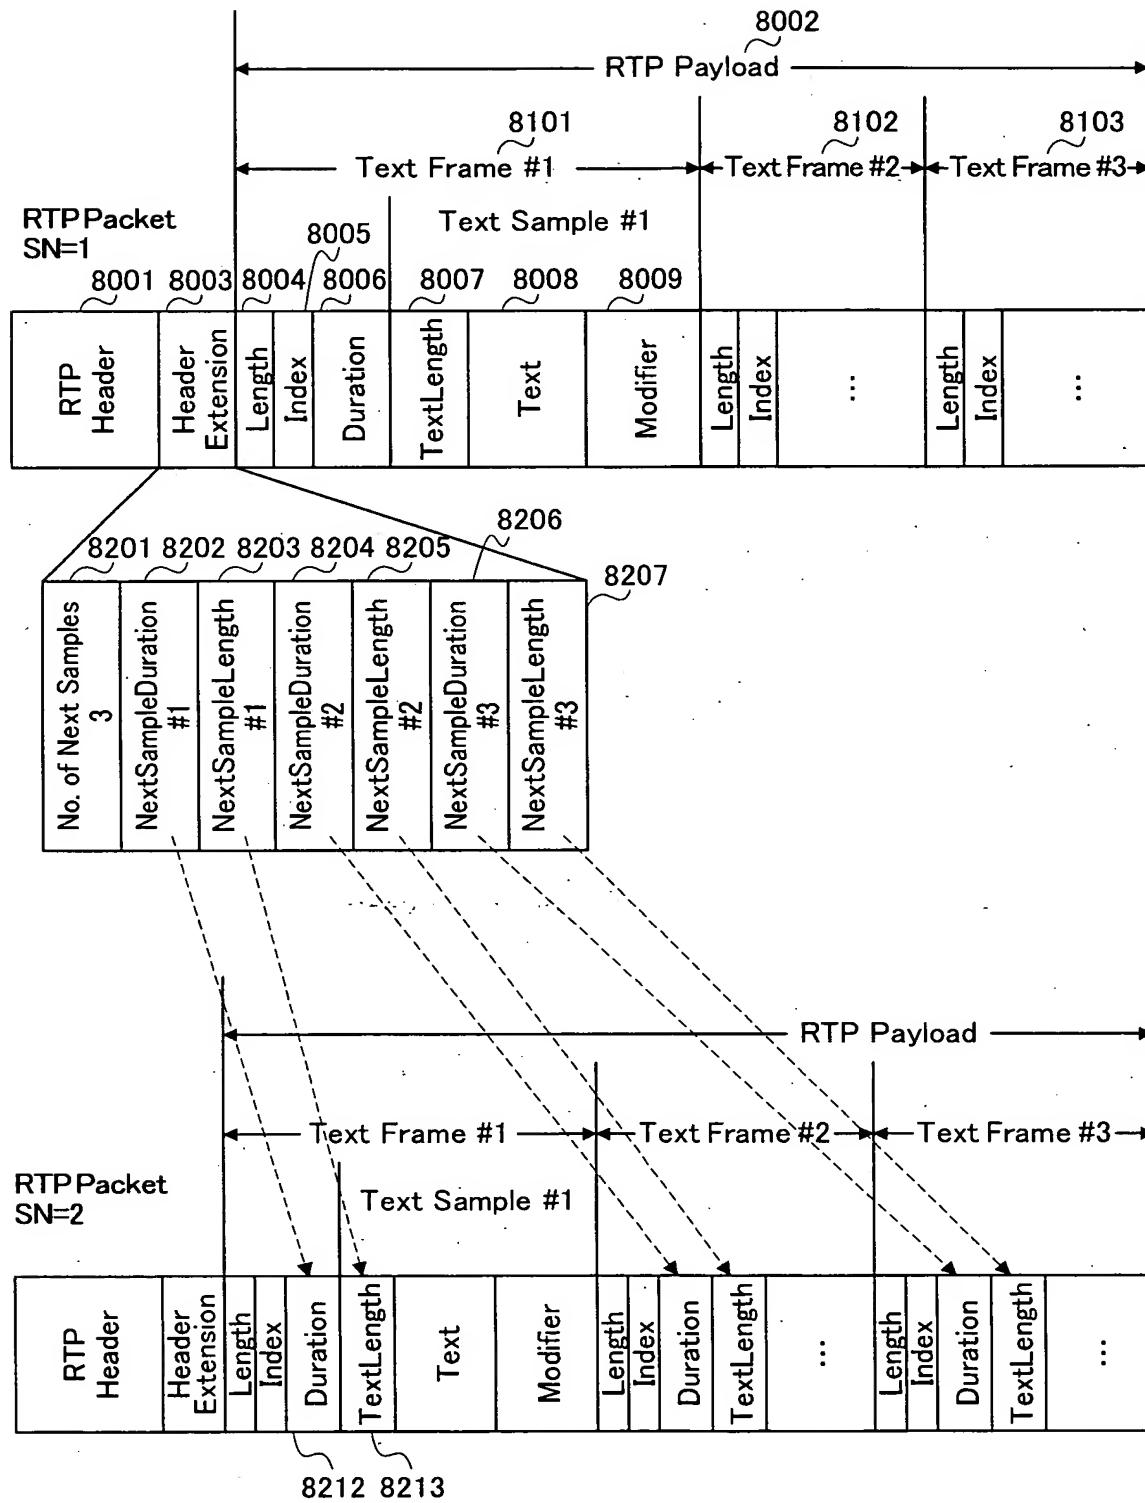 8002
RTP Payload
8101
8102
8103
Text Frame #1
Text Frame #2
Text Frame #3
RTP Packet
SN=1
Text Sample #1
8005
8001
8003
8004
8006
8007
8008
8009
RTP
Header
Header
Extension
Length
Index
Duration
TextLength
Text
Modifier
Length
Index
...
Length
Index
...
8206
8201
8202
8203
8204
8205
8207
No. of Next Samples
3
NextSampleDuration
#1
NextSampleLength
#1
NextSampleDuration
#2
NextSampleLength
#2
NextSampleDuration
#3
NextSampleLength
#3
RTP Payload
Text Frame #1
Text Frame #2
Text Frame #3
RTP Packet
SN=2
Text Sample #1
RTP
Header
Header
Extension
Length
Index
Duration
TextLength
Text
Modifier
Length
Index
Duration
TextLength
...
Length
Index
Duration
TextLength
...
8212
8213